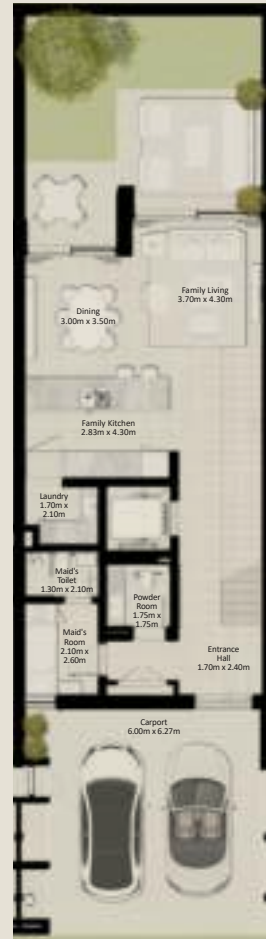 Family Living
3.70m x 4.30m
Dining
3.00m x 3.50m
Family Kitchen
2.83m x 4.30m
Laundry
1.70m x
2.10m
Maid's
Toilet
1.30m x 2.10m
Powder
Room
1.75m x
1.75m
Maid's
Room
2.10m x
2.60m
Entrance
Hall
1.70m x 2.40m
Carport
6.00m x 6.27m